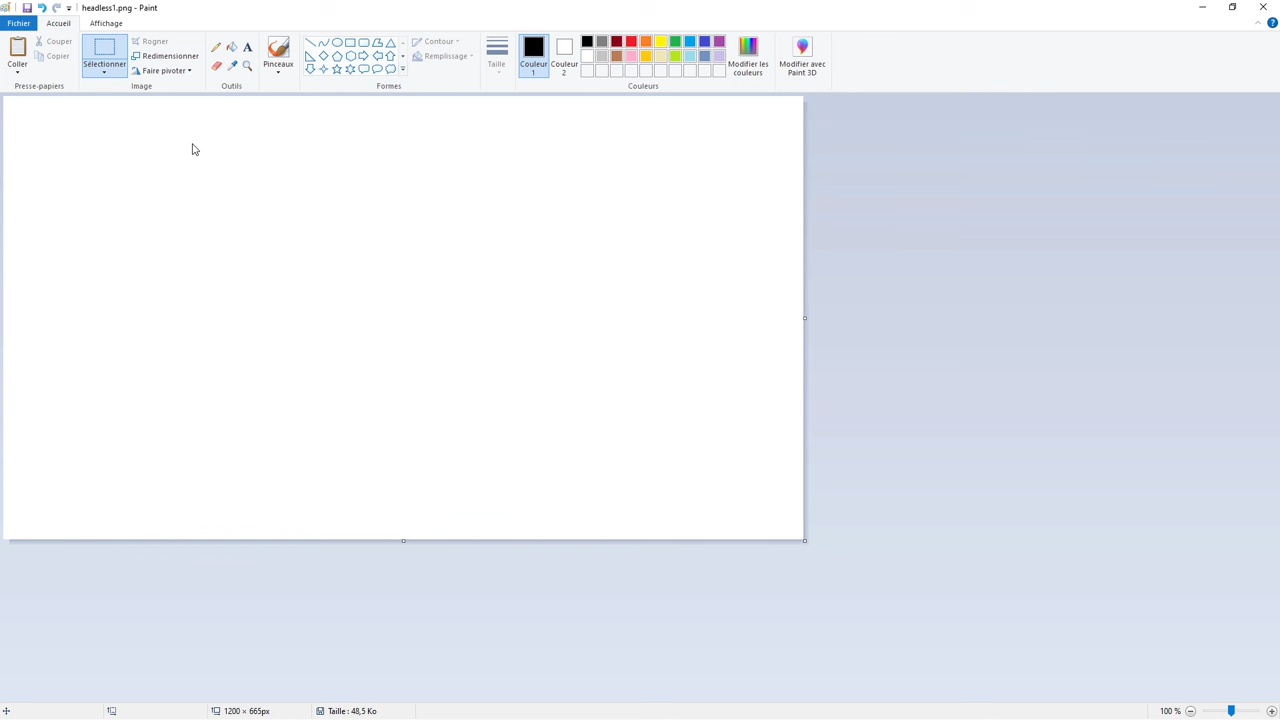 headless1.png - Paint
Fichier Accueil Affichage
Coller
Couper
Copier
Presse-papiers
Sélectionner
Rogner
Redimensionner
Faire pivoter
Image
A
Outils
Pinceaux
Contour
Remplissage
Formes
Taille
Couleur
1
Couleur
2
Modifier les
couleurs
Couleurs
Modifier avec
Paint 3D
1200 × 665px
Taille : 48,5 Ko
100 %